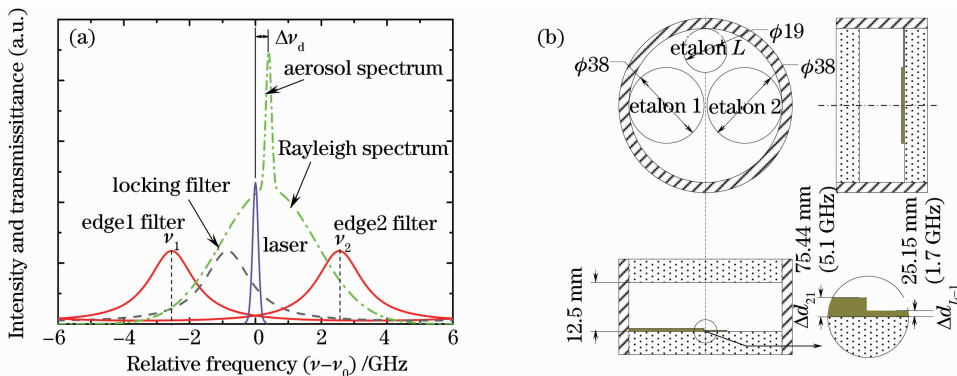 (a)
Δν_d
aerosol spectrum
Rayleigh spectrum
locking filter
edge1 filter
ν_1
laser
edge2 filter
ν_2
Intensity and transmissittance (a.u.)
−6 −4 −2 0 2 4 6
Relative frequency (ν−ν_0) /GHz
(b)
ϕ19
etalon L
ϕ38
ϕ38
etalon 1
etalon 2
12.5 mm
75.44 mm
(5.1 GHz)
25.15 mm
(1.7 GHz)
Δd_21
Δd_{l−1}